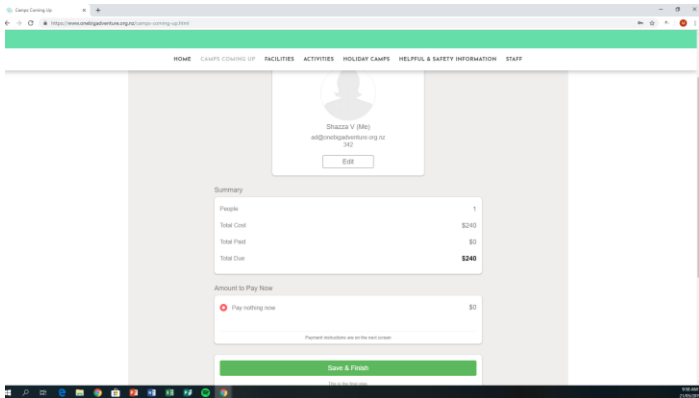 Camps Coming Up
https://www.onebigadventure.org.nz/camps-coming-up.html
HOME CAMPS COMING UP FACILITIES ACTIVITIES HOLIDAY CAMPS HELPFUL & SAFETY INFORMATION STAFF
Shazza V (Me)
ed@onebigadventure.org.nz
342
Edit
Summary
People 1
Total Cost $240
Total Paid $0
Total Due $240
Amount to Pay Now
Pay nothing now $0
Payment instructions are on the next screen
Save & Finish
This is the final step